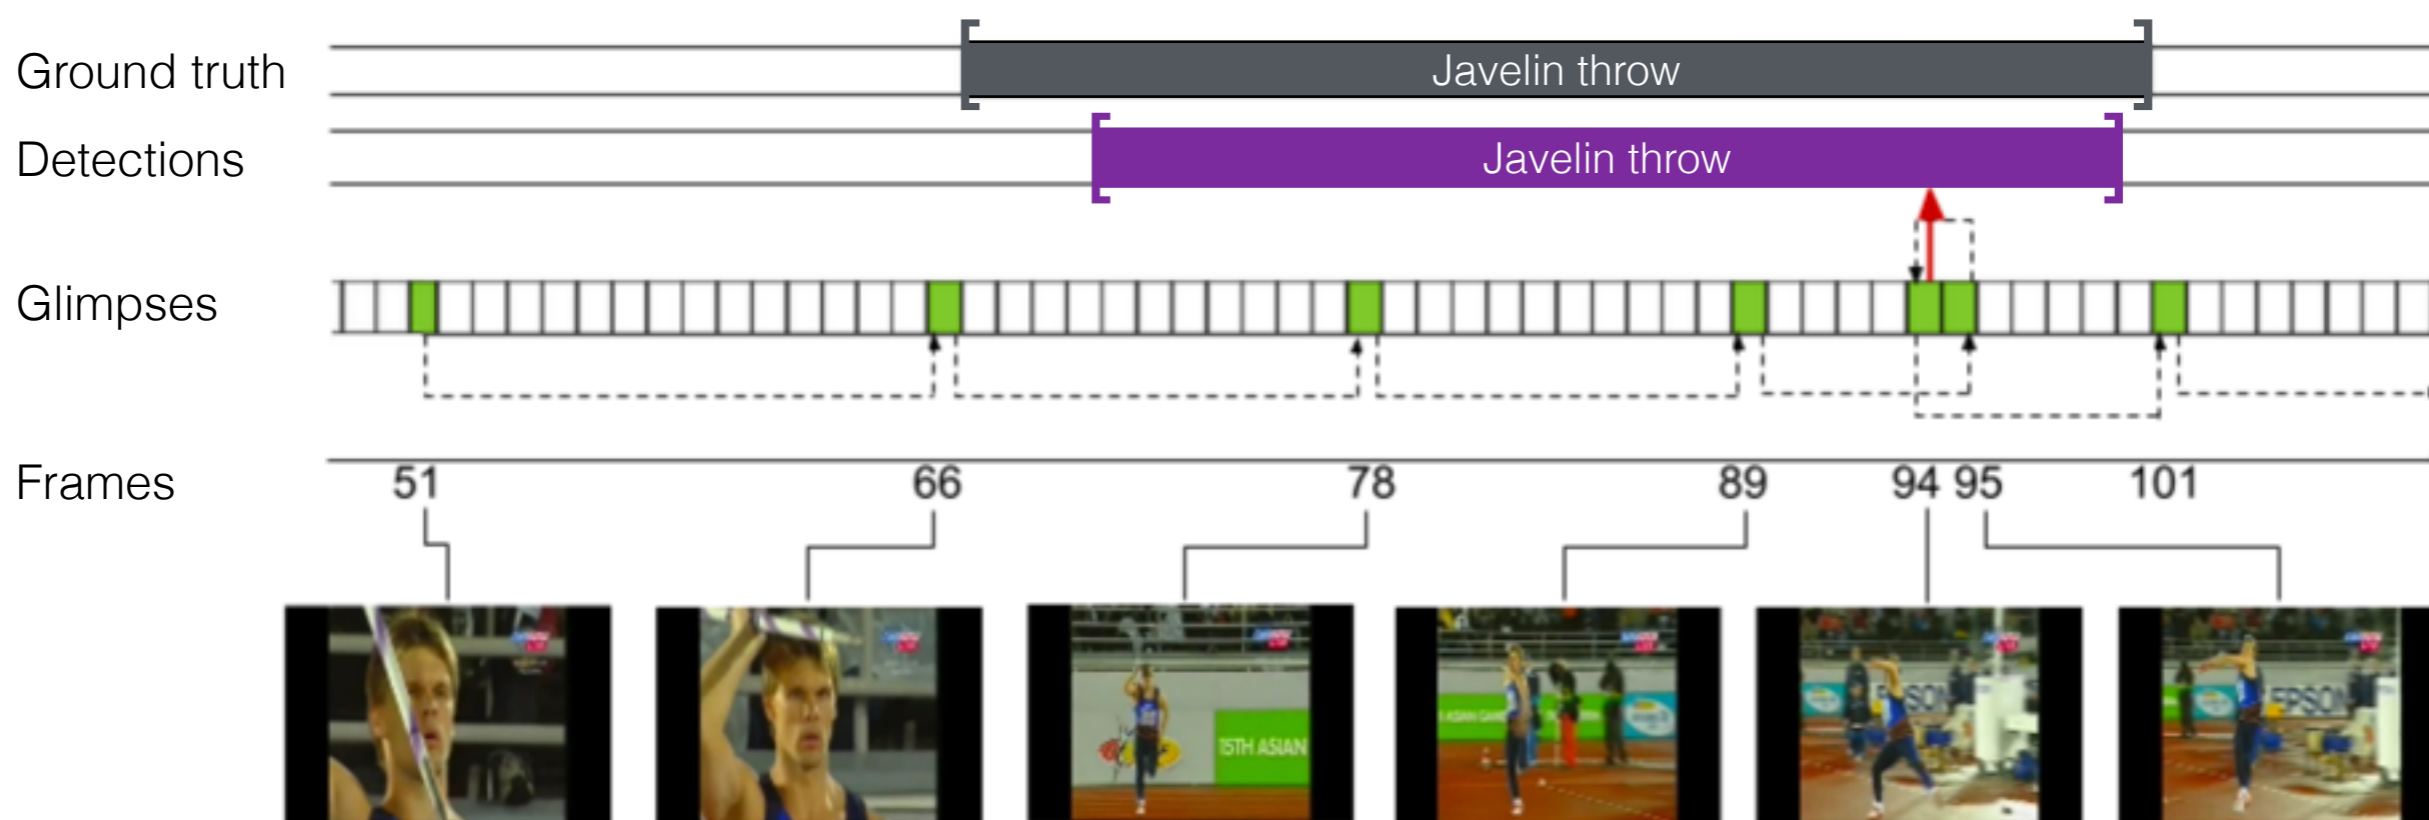 Ground truth
Javelin throw
Detections
Javelin throw
Glimpses
Frames
51 66 78 89 94 95 101
15TH ASIAN
EPSON
EPSON